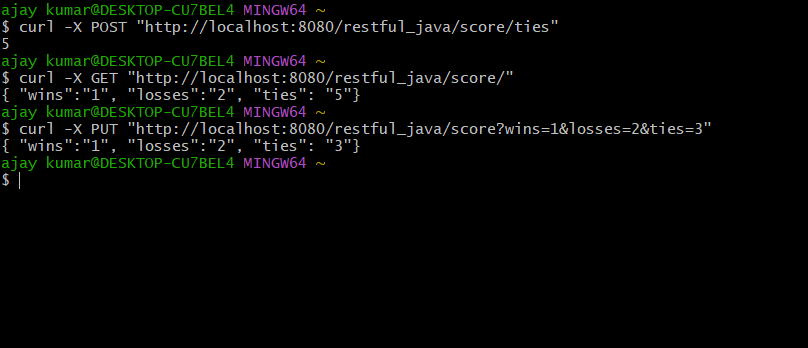 ajay kumar@DESKTOP-CU7BEL4 MINGW64 ~
$ curl -X POST "http://localhost:8080/restful_java/score/ties"
5
ajay kumar@DESKTOP-CU7BEL4 MINGW64 ~
$ curl -X GET "http://localhost:8080/restful_java/score/"
{ "wins":"1", "losses":"2", "ties": "5"}
ajay kumar@DESKTOP-CU7BEL4 MINGW64 ~
$ curl -X PUT "http://localhost:8080/restful_java/score?wins=1&losses=2&ties=3"
{ "wins":"1", "losses":"2", "ties": "3"}
ajay kumar@DESKTOP-CU7BEL4 MINGW64 ~
$